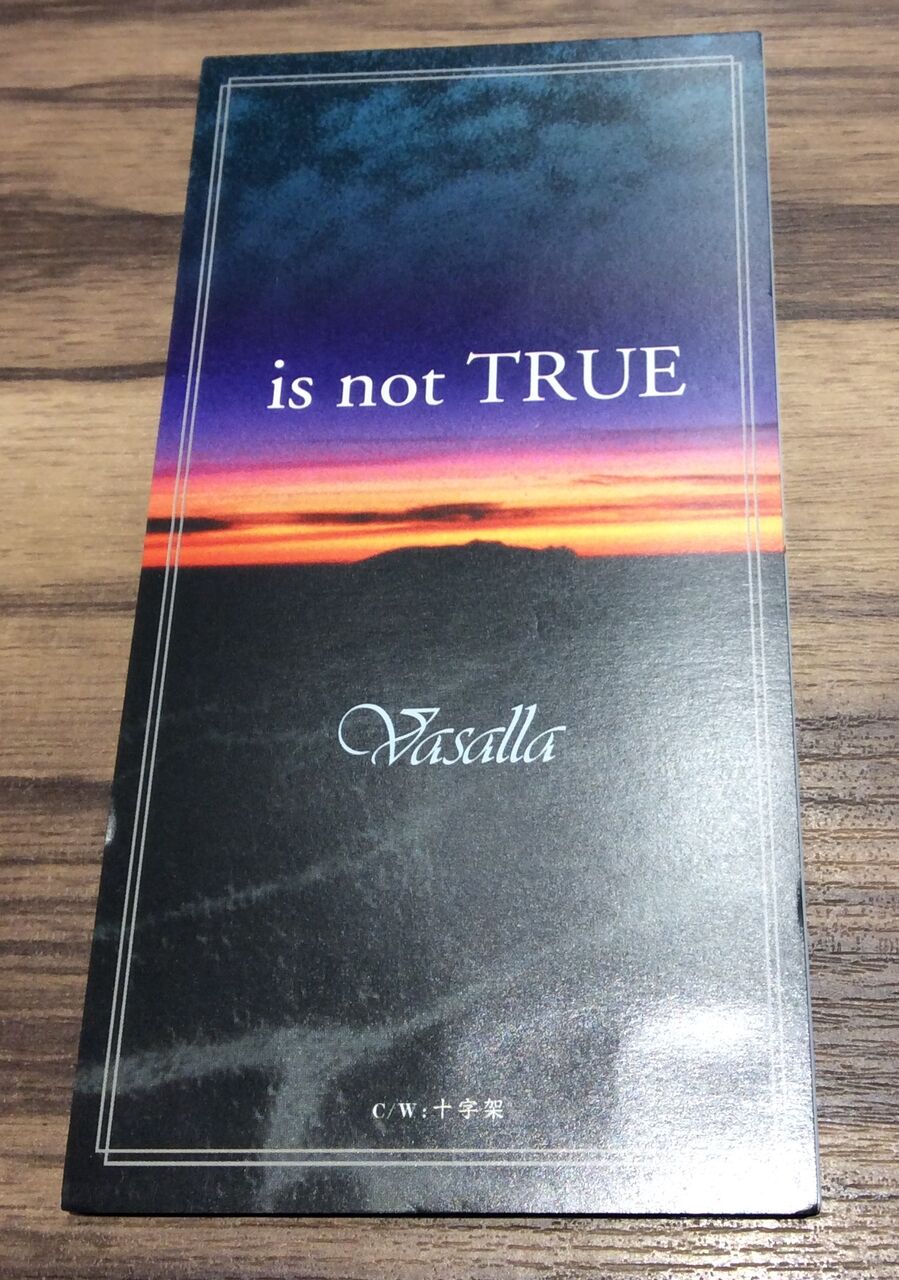 is not TRUE
Vasalla
C/W:十字架